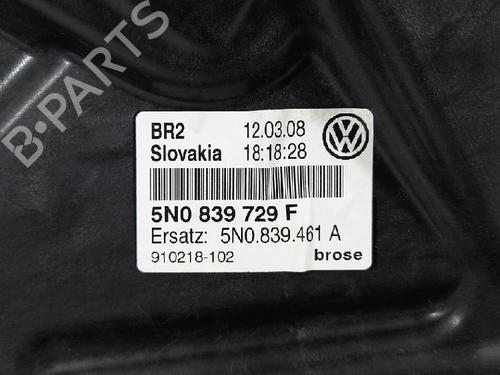 BR2 12.03.08
Slovakia 18:18:28
5N0 839 729 F
Ersatz: 5N0.839.461 A
910218-102 brose
B-PARTS